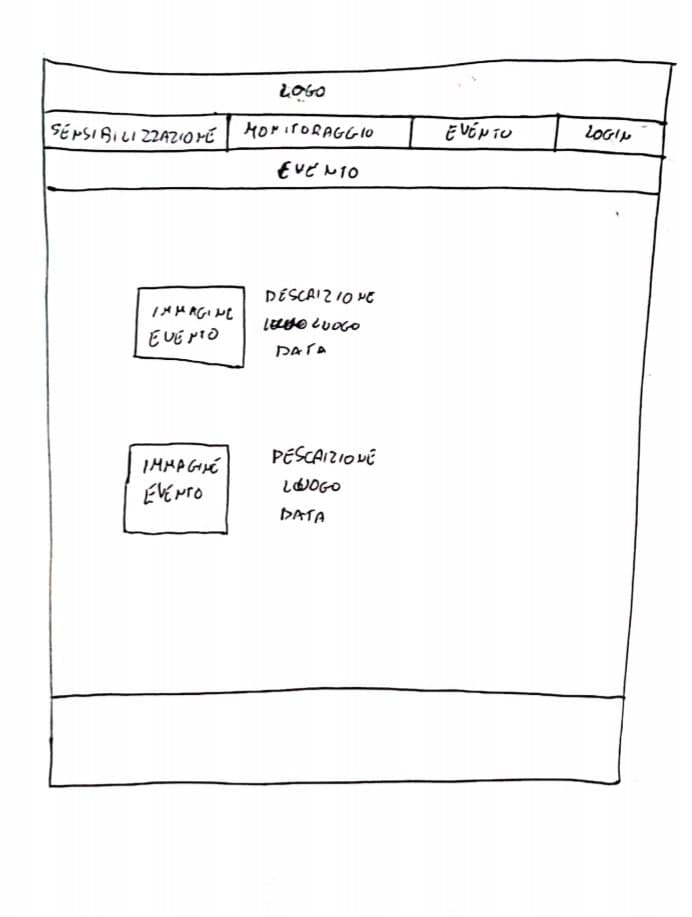 LOGO
SENSIBILIZZAZIONE MONITORAGGIO EVENTO LOGIN
EVENTO
IMMAGINE
EVENTO
DESCRIZIONE
LUOGO
DATA
IMMAGINE
EVENTO
DESCRIZIONE
LUOGO
DATA